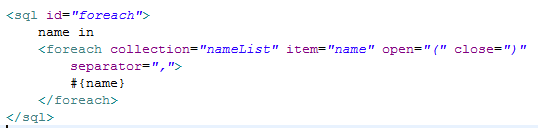 <sql id="foreach">
name in
<foreach collection="nameList" item="name" open="(" close=")"
separator=",">
#{name}
</foreach>
</sql>